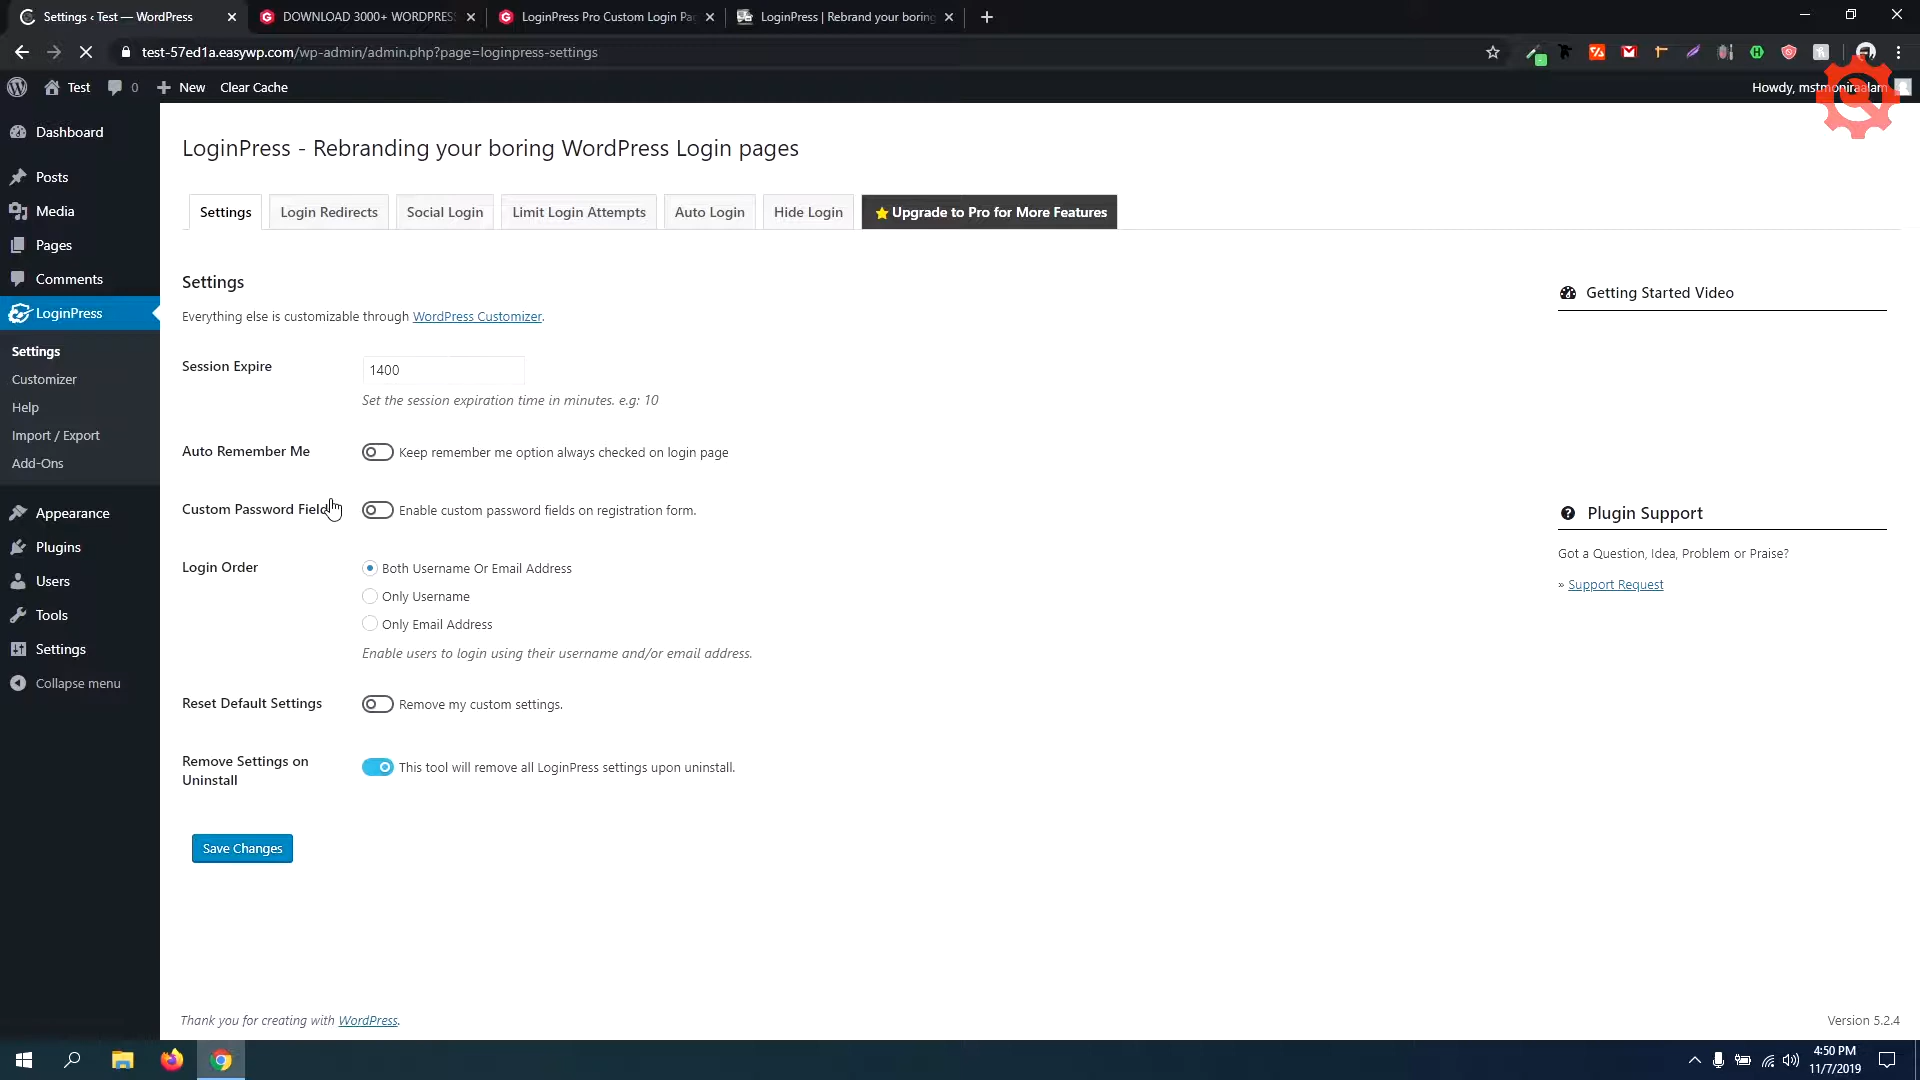 Settings ‹ Test — WordPress
DOWNLOAD 3000+ WORDPRES
LoginPress Pro Custom Login Pa
LoginPress | Rebrand your boring
test-57ed1a.easywp.com/wp-admin/admin.php?page=loginpress-settings
Test
0
New
Clear Cache
Howdy, mstmoniraalam
Dashboard
Posts
Media
Pages
Comments
LoginPress
Settings
Customizer
Help
Import / Export
Add-Ons
Appearance
Plugins
Users
Tools
Settings
Collapse menu
LoginPress - Rebranding your boring WordPress Login pages
Settings
Login Redirects
Social Login
Limit Login Attempts
Auto Login
Hide Login
Upgrade to Pro for More Features
Settings
Everything else is customizable through WordPress Customizer.
Session Expire
1400
Set the session expiration time in minutes. e.g: 10
Auto Remember Me
Keep remember me option always checked on login page
Custom Password
Enable custom password fields on registration form.
Login Order
Both Username Or Email Address
Only Username
Only Email Address
Enable users to login using their username and/or email address.
Reset Default Settings
Remove my custom settings.
Remove Settings on
Uninstall
This tool will remove all LoginPress settings upon uninstall.
Save Changes
Getting Started Video
Plugin Support
Got a Question, Idea, Problem or Praise?
» Support Request
Thank you for creating with WordPress.
Version 5.2.4
4:50 PM
11/7/2019